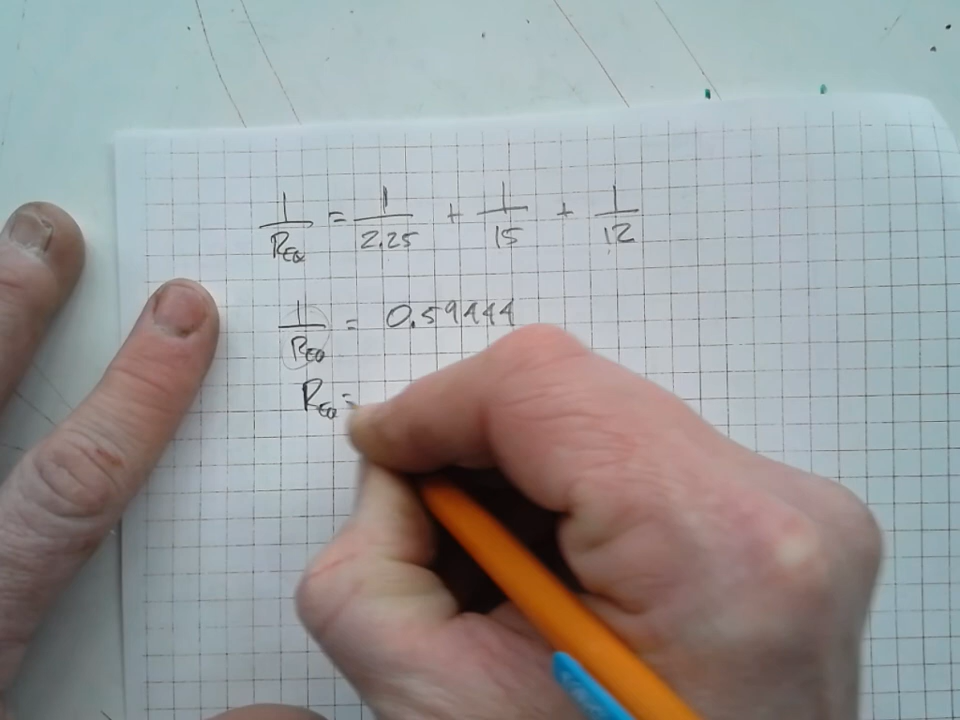 1/R_EQ = 1/2.25 + 1/15 + 1/12
1/R_EQ = 0.59444
R_EQ =